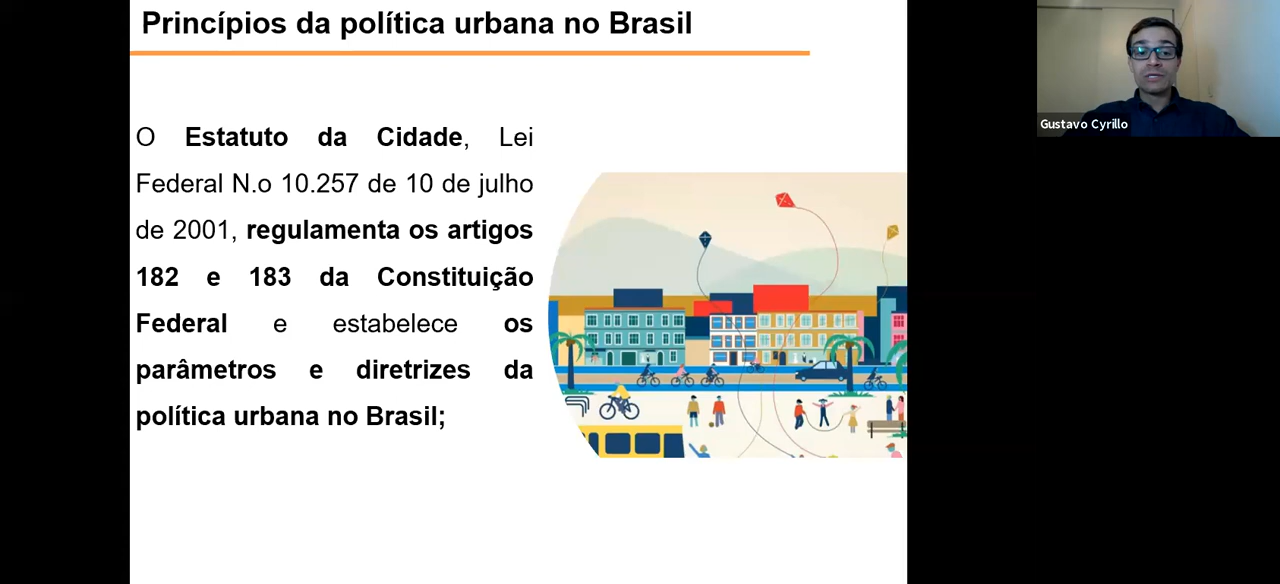 Princípios da política urbana no Brasil
O Estatuto da Cidade, Lei
Federal N.o 10.257 de 10 de julho
de 2001, regulamenta os artigos
182 e 183 da Constituição
Federal e estabelece os
parâmetros e diretrizes da
política urbana no Brasil;
Gustavo Cyrillo